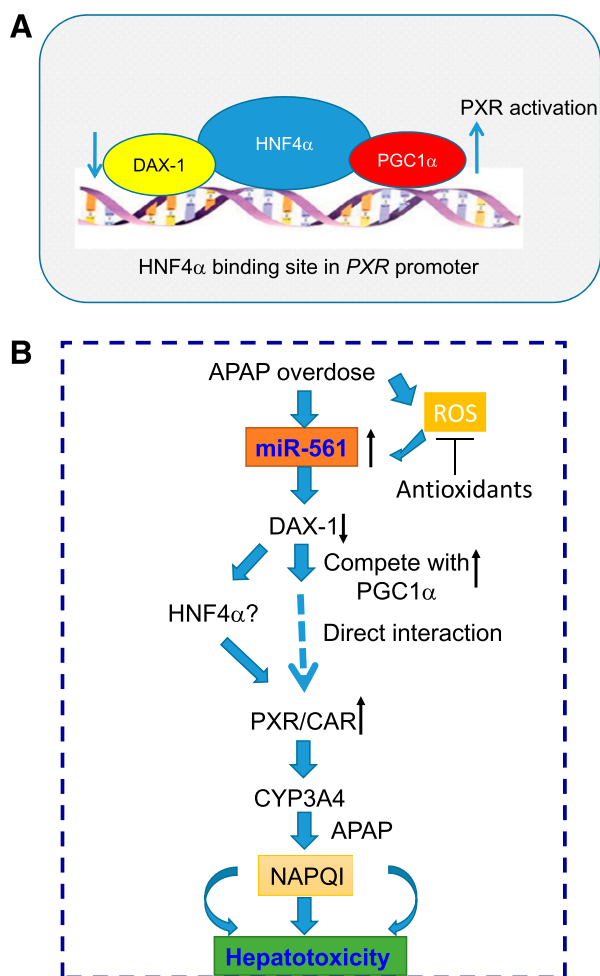 A
PXR activation
DAX-1
HNF4α
PGC1α
HNF4α binding site in PXR promoter
B
APAP overdose
ROS
miR-561
Antioxidants
DAX-1
Compete with
PGC1α
HNF4α?
Direct interaction
PXR/CAR
CYP3A4
APAP
NAPQI
Hepatotoxicity